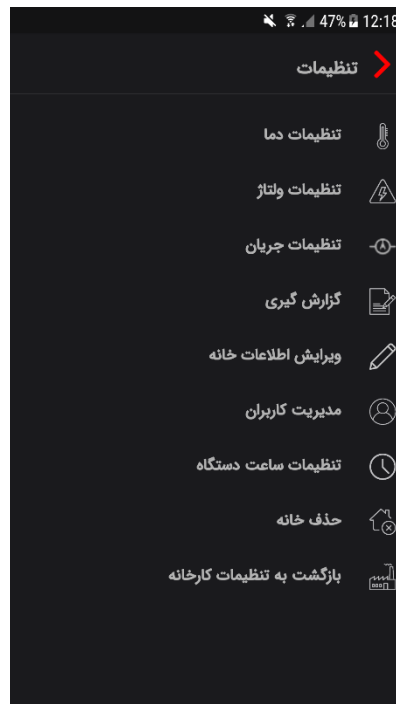 47% 12:18
تنظیمات
تنظیمات دما
تنظیمات ولتاژ
تنظیمات جریان
گزارش گیری
ویرایش اطلاعات خانه
مدیریت کاربران
تنظیمات ساعت دستگاه
حذف خانه
بازگشت به تنظیمات کارخانه